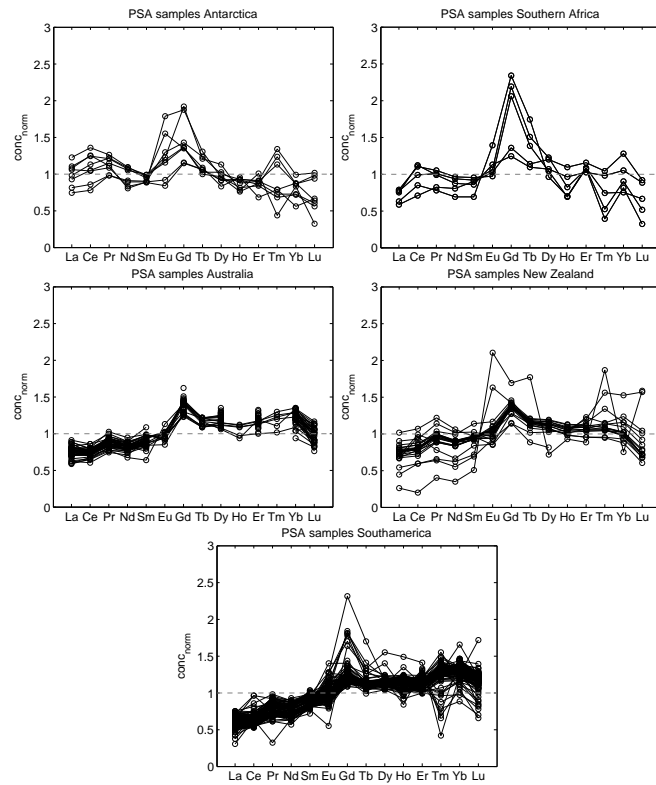 PSA samples Antarctica
3
2.5
2
1.5
1
0.5
0
conc_norm
La Ce Pr Nd Sm Eu Gd Tb Dy Ho Er Tm Yb Lu
PSA samples Southern Africa
3
2.5
2
1.5
1
0.5
0
conc_norm
La Ce Pr Nd Sm Eu Gd Tb Dy Ho Er Tm Yb Lu
PSA samples Australia
3
2.5
2
1.5
1
0.5
0
conc_norm
La Ce Pr Nd Sm Eu Gd Tb Dy Ho Er Tm Yb Lu
PSA samples New Zealand
3
2.5
2
1.5
1
0.5
0
conc_norm
La Ce Pr Nd Sm Eu Gd Tb Dy Ho Er Tm Yb Lu
PSA samples Southamerica
3
2.5
2
1.5
1
0.5
0
conc_norm
La Ce Pr Nd Sm Eu Gd Tb Dy Ho Er Tm Yb Lu